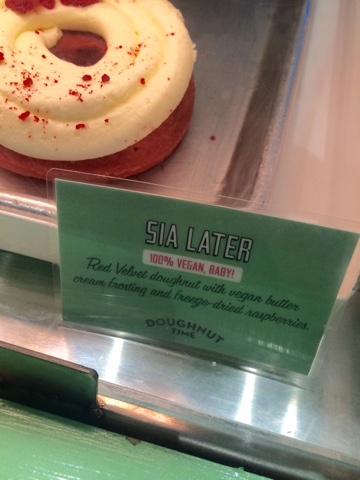 SIA LATER
100% VEGAN, BABY!
Red Velvet doughnut with vegan butter
cream frosting and freeze-dried raspberries.
DOUGHNUT
TIME